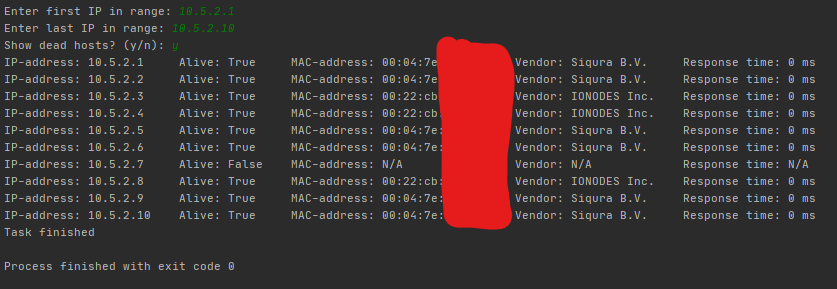 Enter first IP in range: 10.5.2.1
Enter last IP in range: 10.5.2.10
Show dead hosts? (y/n): y
IP-address: 10.5.2.1 Alive: True MAC-address: 00:04:7e Vendor: Siqura B.V. Response time: 0 ms
IP-address: 10.5.2.2 Alive: True MAC-address: 00:04:7e: Vendor: Siqura B.V. Response time: 0 ms
IP-address: 10.5.2.3 Alive: True MAC-address: 00:22:cb: Vendor: IONODES Inc. Response time: 0 ms
IP-address: 10.5.2.4 Alive: True MAC-address: 00:22:cb: Vendor: IONODES Inc. Response time: 0 ms
IP-address: 10.5.2.5 Alive: True MAC-address: 00:04:7e: Vendor: Siqura B.V. Response time: 0 ms
IP-address: 10.5.2.6 Alive: True MAC-address: 00:04:7e: Vendor: Siqura B.V. Response time: 0 ms
IP-address: 10.5.2.7 Alive: False MAC-address: N/A Vendor: N/A Response time: N/A
IP-address: 10.5.2.8 Alive: True MAC-address: 00:22:cb: Vendor: IONODES Inc. Response time: 0 ms
IP-address: 10.5.2.9 Alive: True MAC-address: 00:04:7e: Vendor: Siqura B.V. Response time: 0 ms
IP-address: 10.5.2.10 Alive: True MAC-address: 00:04:7e: Vendor: Siqura B.V. Response time: 0 ms
Task finished
Process finished with exit code 0